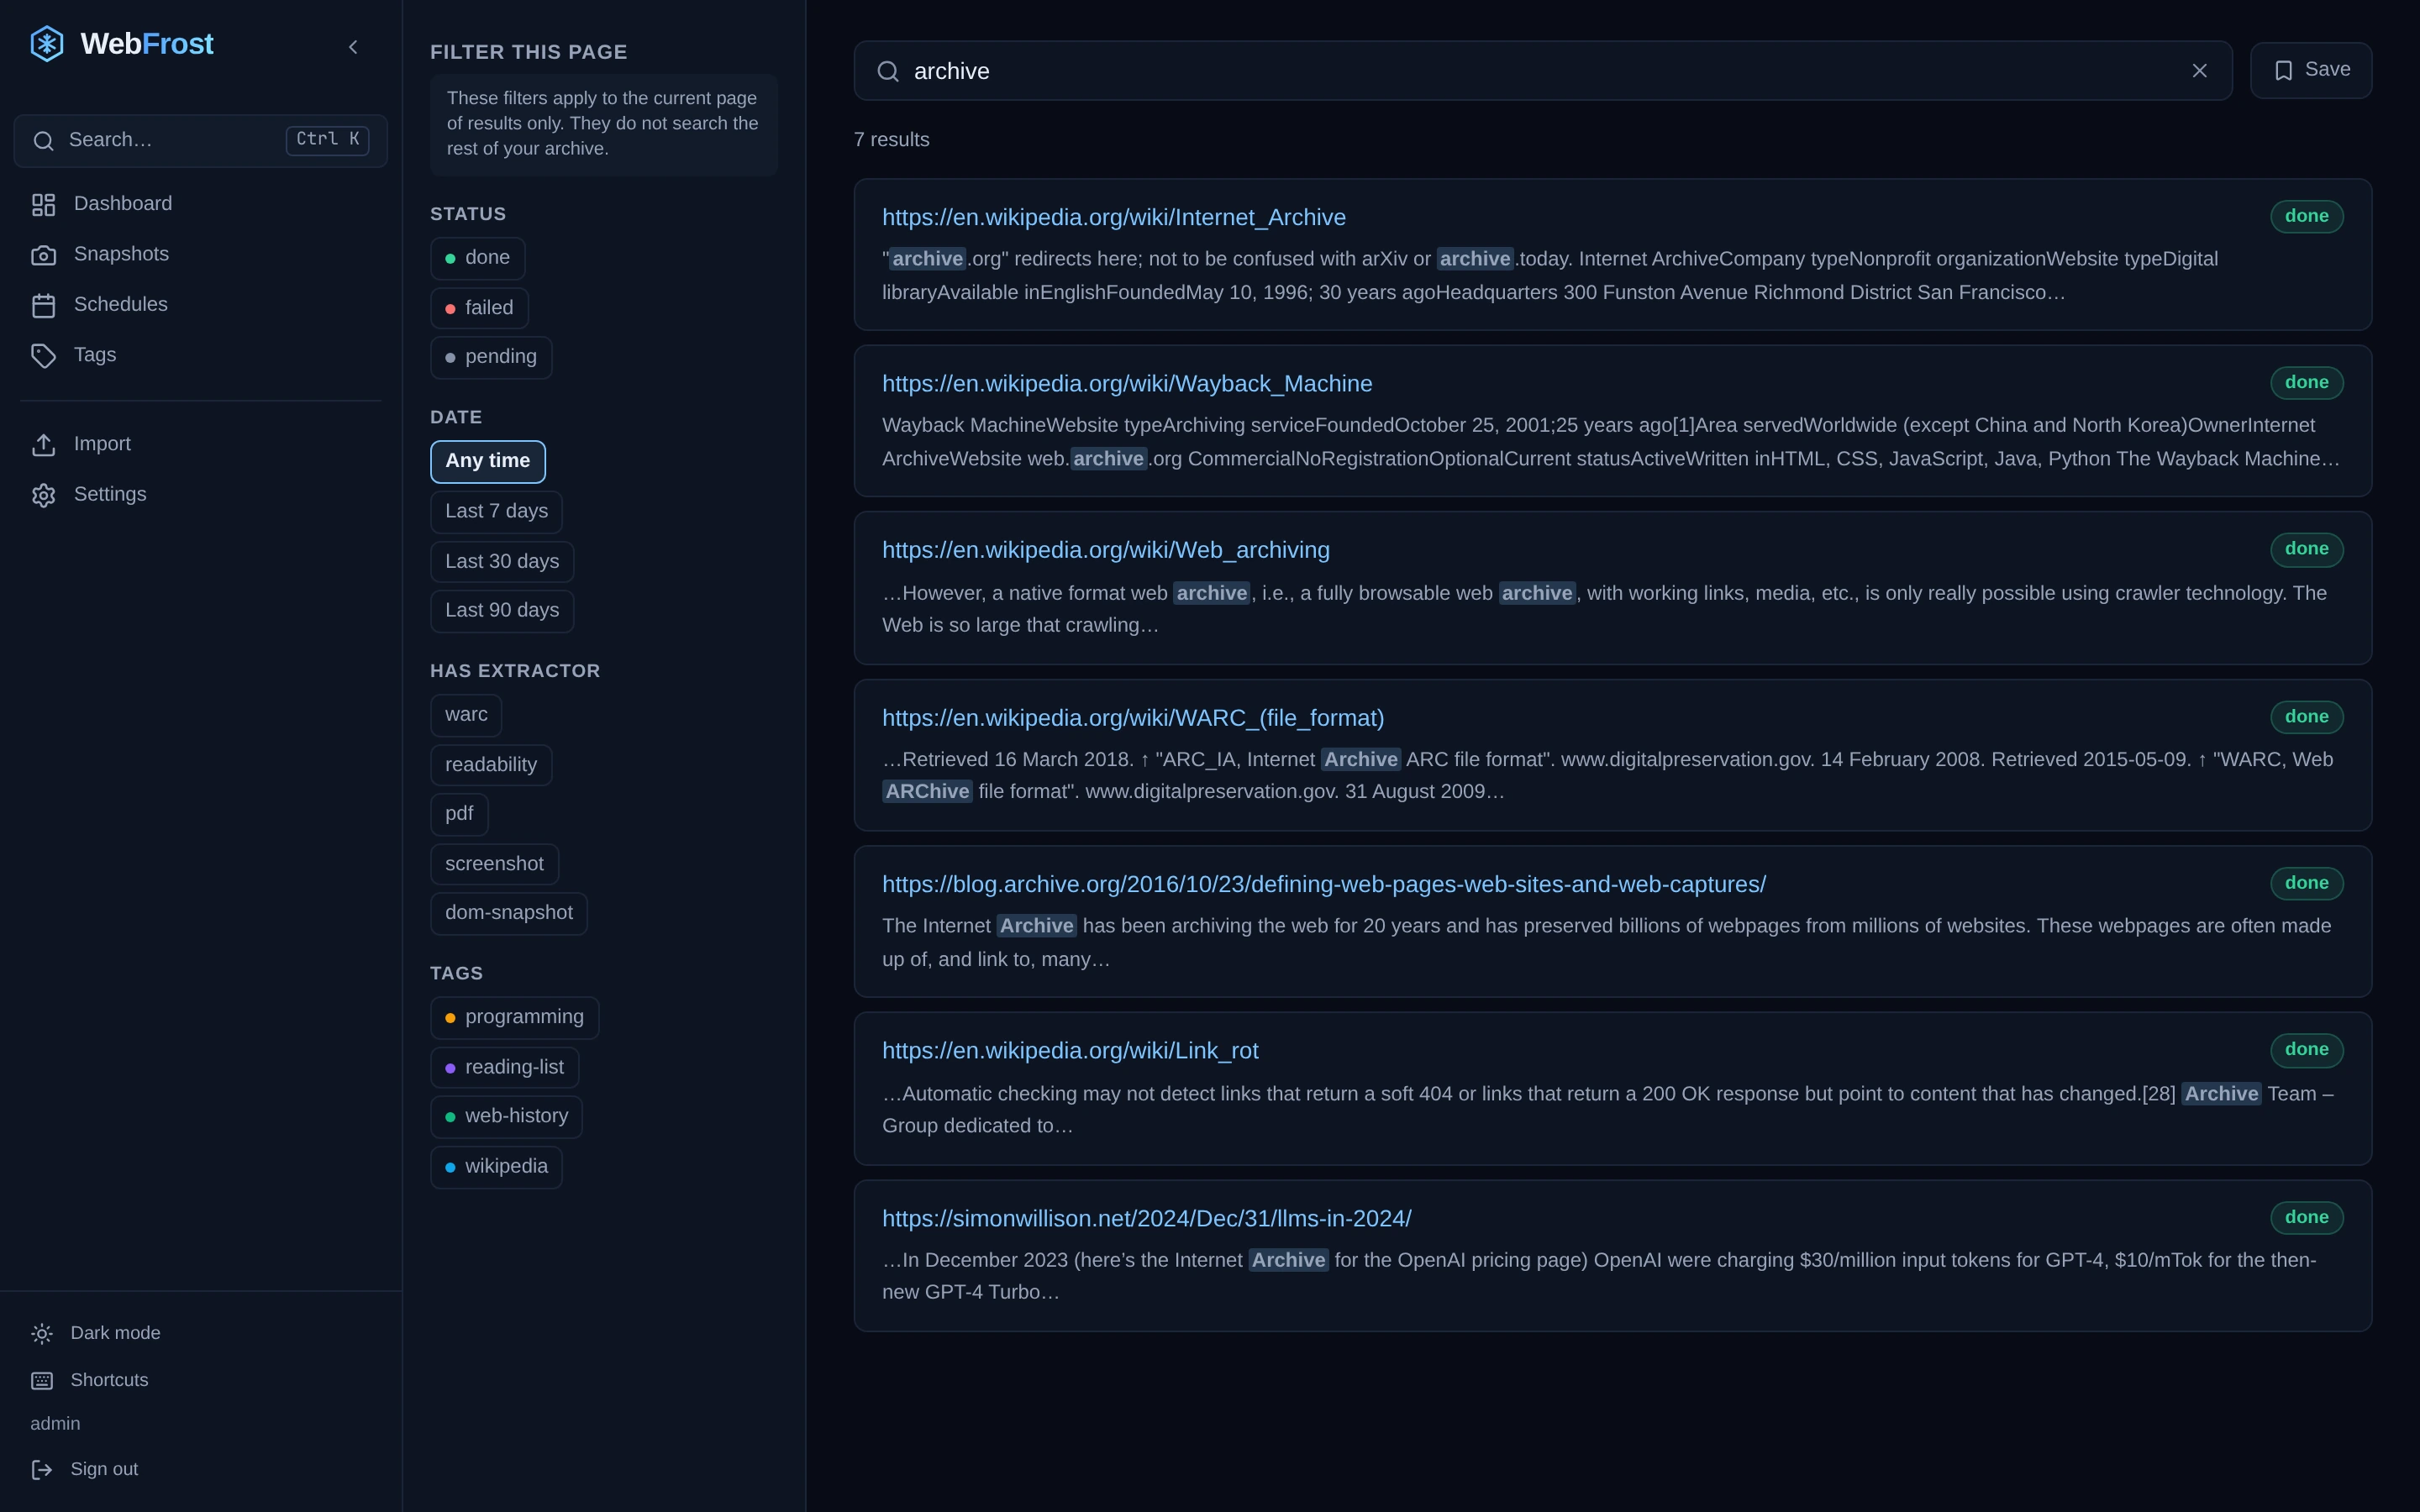 WebFrost
Search…
Ctrl K
Dashboard
Snapshots
Schedules
Tags
Import
Settings
Dark mode
Shortcuts
admin
Sign out
FILTER THIS PAGE
These filters apply to the current page
of results only. They do not search the
rest of your archive.
STATUS
done
failed
pending
DATE
Any time
Last 7 days
Last 30 days
Last 90 days
HAS EXTRACTOR
warc
readability
pdf
screenshot
dom-snapshot
TAGS
programming
reading-list
web-history
wikipedia
archive
Save
7 results
https://en.wikipedia.org/wiki/Internet_Archive
done
"archive.org" redirects here; not to be confused with arXiv or archive.today. Internet ArchiveCompany typeNonprofit organizationWebsite typeDigital
libraryAvailable inEnglishFoundedMay 10, 1996; 30 years agoHeadquarters 300 Funston Avenue Richmond District San Francisco…
https://en.wikipedia.org/wiki/Wayback_Machine
done
Wayback MachineWebsite typeArchiving serviceFoundedOctober 25, 2001;25 years ago[1]Area servedWorldwide (except China and North Korea)OwnerInternet
ArchiveWebsite web.archive.org CommercialNoRegistrationOptionalCurrent statusActiveWritten inHTML, CSS, JavaScript, Java, Python The Wayback Machine…
https://en.wikipedia.org/wiki/Web_archiving
done
…However, a native format web archive, i.e., a fully browsable web archive, with working links, media, etc., is only really possible using crawler technology. The
Web is so large that crawling…
https://en.wikipedia.org/wiki/WARC_(file_format)
done
…Retrieved 16 March 2018. ↑ "ARC_IA, Internet Archive ARC file format". www.digitalpreservation.gov. 14 February 2008. Retrieved 2015-05-09. ↑ "WARC, Web
ARCHive file format". www.digitalpreservation.gov. 31 August 2009…
https://blog.archive.org/2016/10/23/defining-web-pages-web-sites-and-web-captures/
done
The Internet Archive has been archiving the web for 20 years and has preserved billions of webpages from millions of websites. These webpages are often made
up of, and link to, many…
https://en.wikipedia.org/wiki/Link_rot
done
…Automatic checking may not detect links that return a soft 404 or links that return a 200 OK response but point to content that has changed.[28] Archive Team –
Group dedicated to…
https://simonwillison.net/2024/Dec/31/llms-in-2024/
done
…In December 2023 (here’s the Internet Archive for the OpenAI pricing page) OpenAI were charging $30/million input tokens for GPT-4, $10/mTok for the then-
new GPT-4 Turbo…